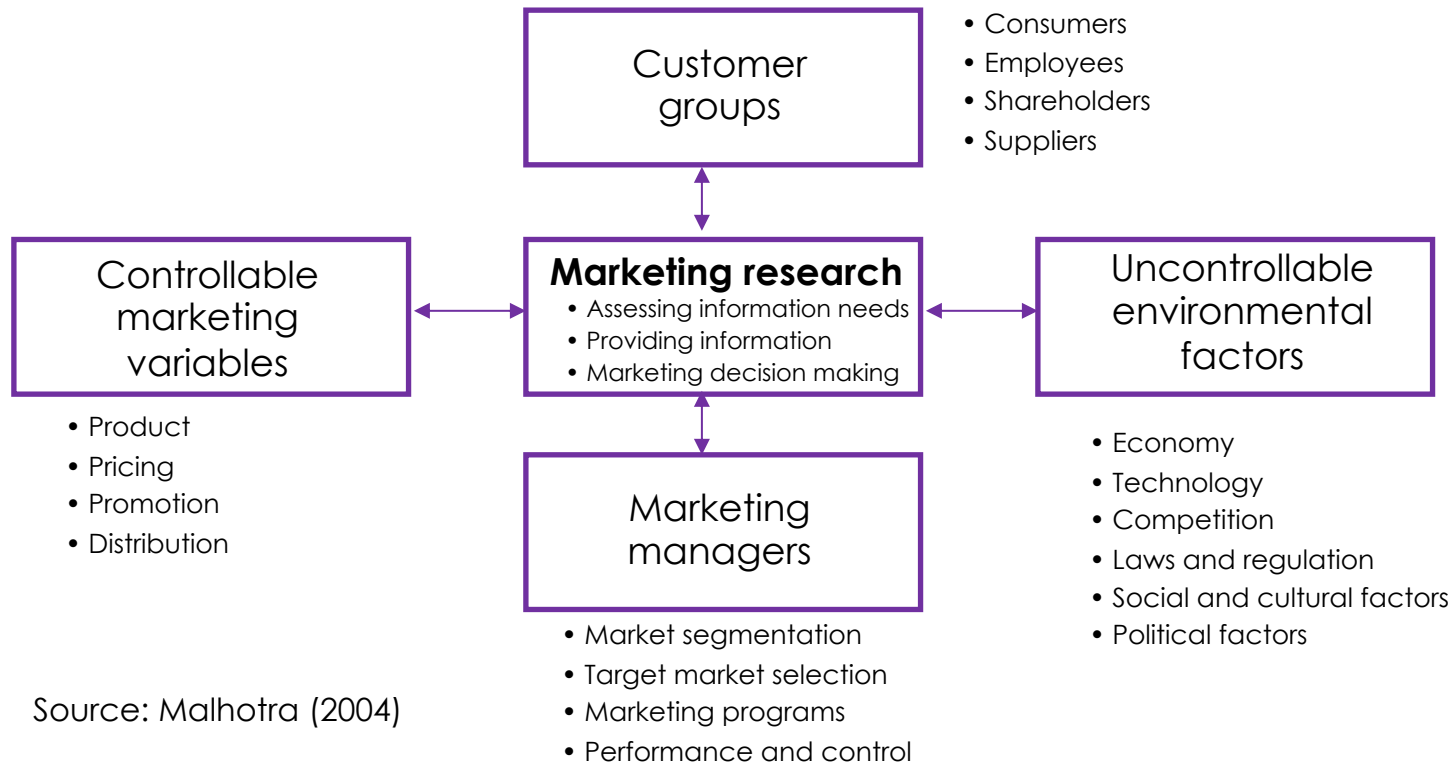 Customer
groups
• Consumers
• Employees
• Shareholders
• Suppliers
Controllable
marketing
variables
• Product
• Pricing
• Promotion
• Distribution
Marketing research
• Assessing information needs
• Providing information
• Marketing decision making
Uncontrollable
environmental
factors
• Economy
• Technology
• Competition
• Laws and regulation
• Social and cultural factors
• Political factors
Marketing
managers
• Market segmentation
• Target market selection
• Marketing programs
• Performance and control
Source: Malhotra (2004)